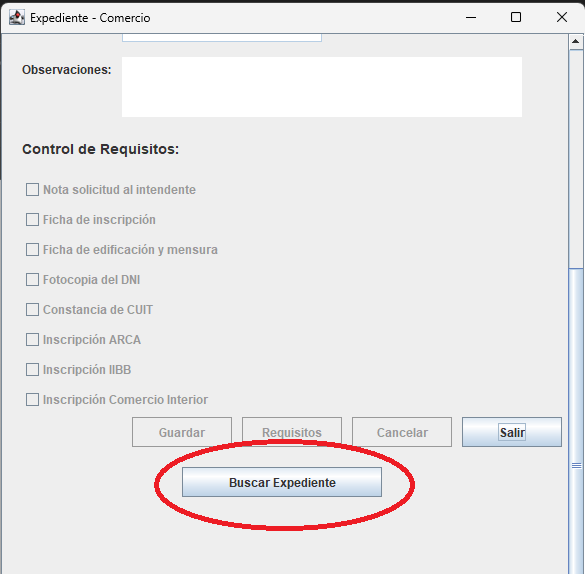 Expediente - Comercio
Observaciones:
Control de Requisitos:
Nota solicitud al intendente
Ficha de inscripción
Ficha de edificación y mensura
Fotocopia del DNI
Constancia de CUIT
Inscripción ARCA
Inscripción IIBB
Inscripción Comercio Interior
Guardar Requisitos Cancelar Salir
Buscar Expediente